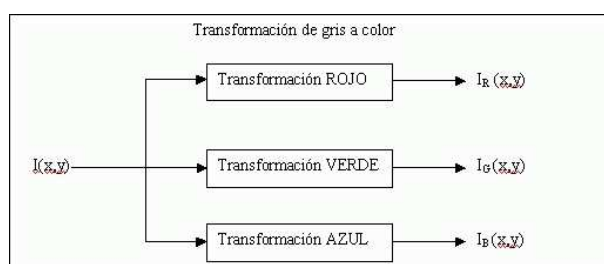 Transformación de gris a color
Transformación ROJO
I_R (x,y)
I(x,y)
Transformación VERDE
I_G(x,y)
Transformación AZUL
I_B(x,y)